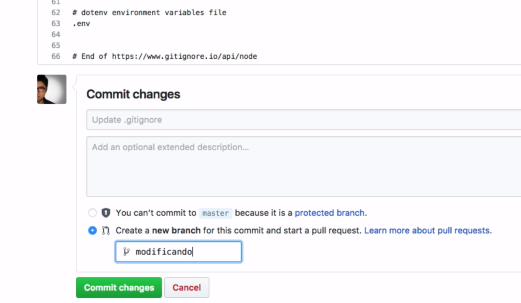 61
62 # dotenv environment variables file
63 .env
64
65
66 # End of https://www.gitignore.io/api/node
Commit changes
Update .gitignore
Add an optional extended description...
You can't commit to master because it is a protected branch.
Create a new branch for this commit and start a pull request. Learn more about pull requests.
modificando
Commit changes Cancel